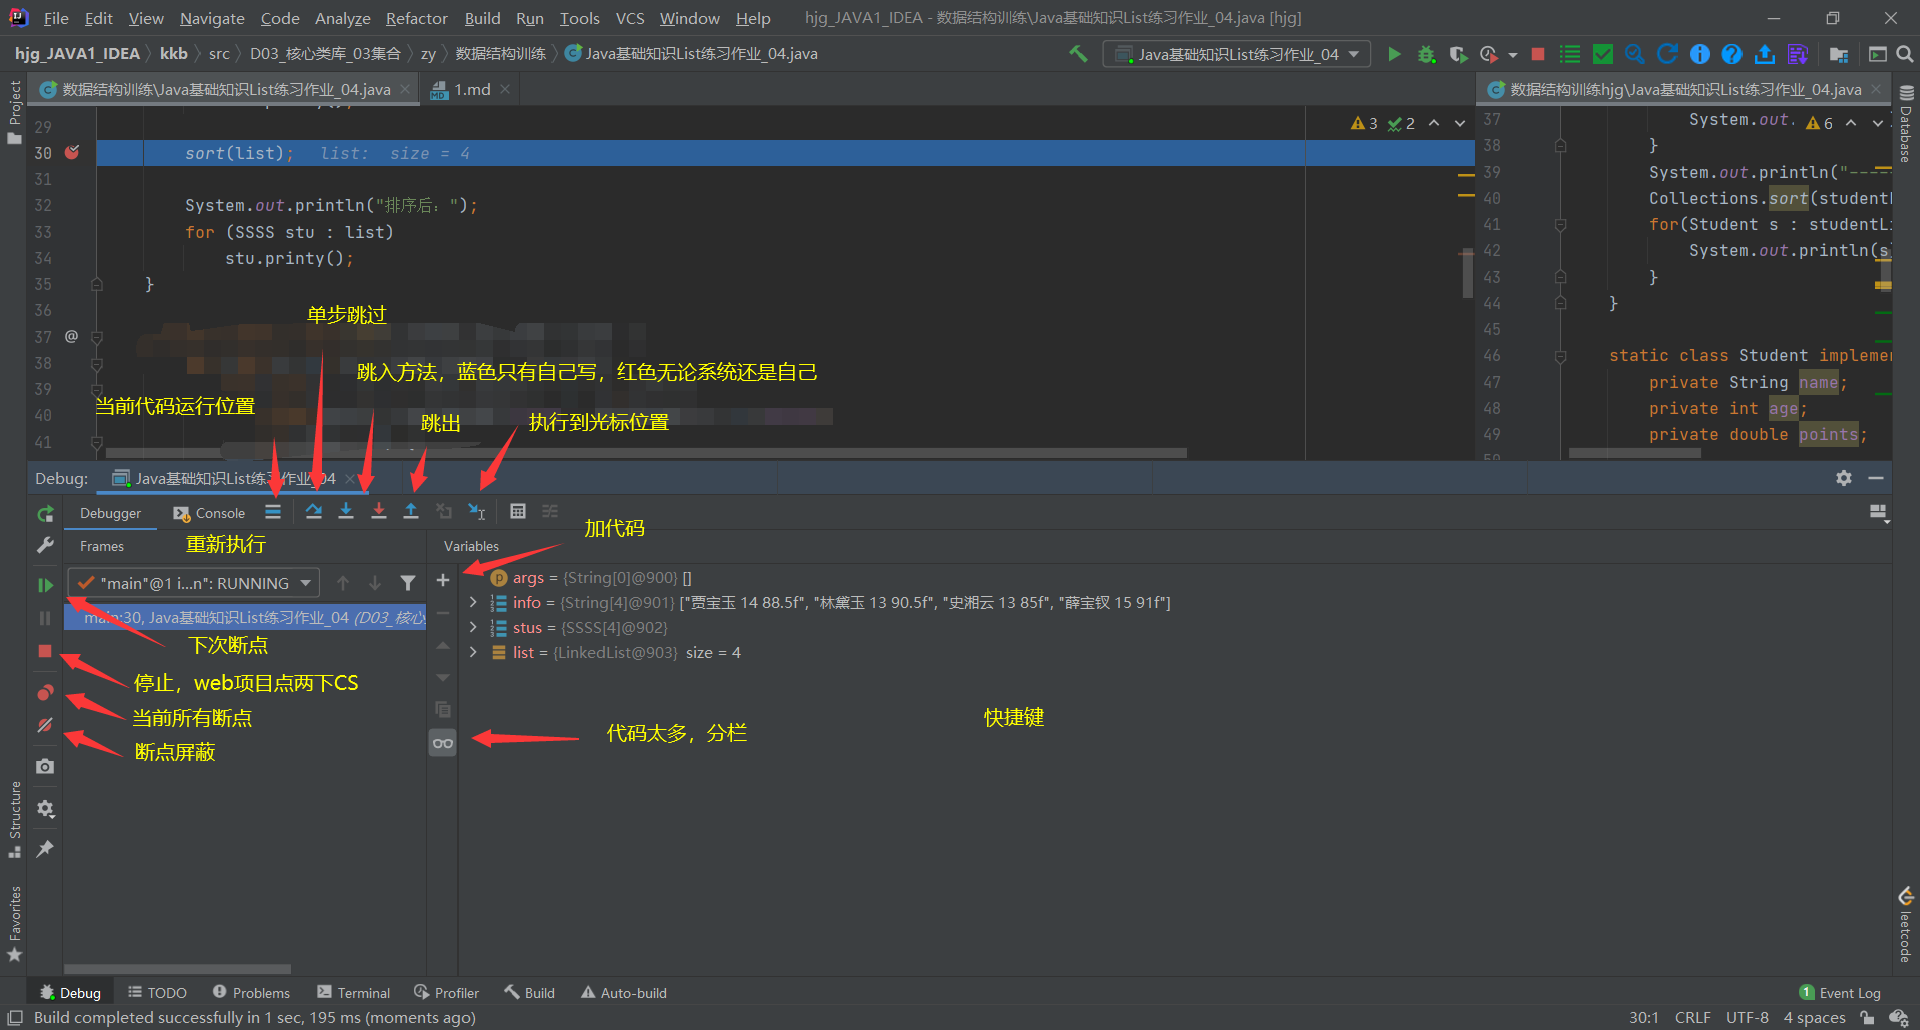 File Edit View Navigate Code Analyze Refactor Build Run Tools VCS Window Help hjg_JAVA1_IDEA - 数据结构训练\Java基础知识List练习作业_04.java [hjg]
hjg_JAVA1_IDEA kkb src D03_核心类库_03集合 zy 数据结构训练 Java基础知识List练习作业_04.java Java基础知识List练习作业_04
Project
数据结构训练\Java基础知识List练习作业_04.java
1.md
29
30 sort(list); list: size = 4
31
32 System.out.println("排序后：");
33 for (SSSS stu : list)
34 stu.printy();
35 }
36
37 @
38
39
40
41
3 2
数据结构训练hjg\Java基础知识List练习作业_04.java
37 System.out. 6
38 }
39 System.out.println("-----
40 Collections.sort(studentL
41 for(Student s : studentLi
42 System.out.println(s
43 }
44 }
45
46 static class Student implemen
47 private String name;
48 private int age;
49 private double points;
50
Database
单步跳过
跳入方法，蓝色只有自己写，红色无论系统还是自己
当前代码运行位置
跳出
执行到光标位置
Debug: Java基础知识List练习作业_04
Debugger Console
加代码
重新执行
Frames Variables
"main"@1 i...n": RUNNING
main:30, Java基础知识List练习作业_04 (D03_核心
args = {String[0]@900} []
info = {String[4]@901} ["贾宝玉 14 88.5f", "林黛玉 13 90.5f", "史湘云 13 85f", "薛宝钗 15 91f"]
stus = {SSSS[4]@902}
list = {LinkedList@903} size = 4
下次断点
停止，web项目点两下CS
当前所有断点
断点屏蔽
代码太多，分栏
快捷键
Structure
Favorites
leetcode
Debug TODO Problems Terminal Profiler Build Auto-build 1 Event Log
Build completed successfully in 1 sec, 195 ms (moments ago) 30:1 CRLF UTF-8 4 spaces